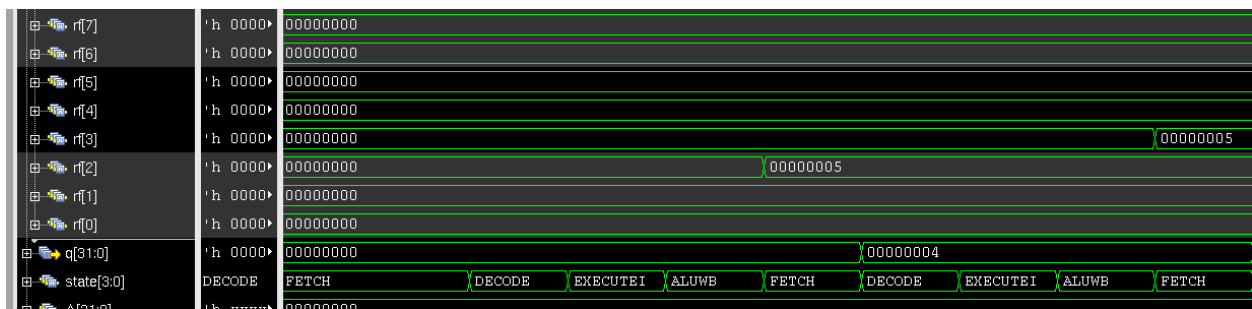 rf[7] 'h 0000 00000000
rf[6] 'h 0000 00000000
rf[5] 'h 0000 00000000
rf[4] 'h 0000 00000000
rf[3] 'h 0000 00000000 00000005
rf[2] 'h 0000 00000000 00000005
rf[1] 'h 0000 00000000
rf[0] 'h 0000 00000000
q[31:0] 'h 0000 00000000 00000004
state[3:0] DECODE FETCH DECODE EXECUTEI ALUWB FETCH DECODE EXECUTEI ALUWB FETCH